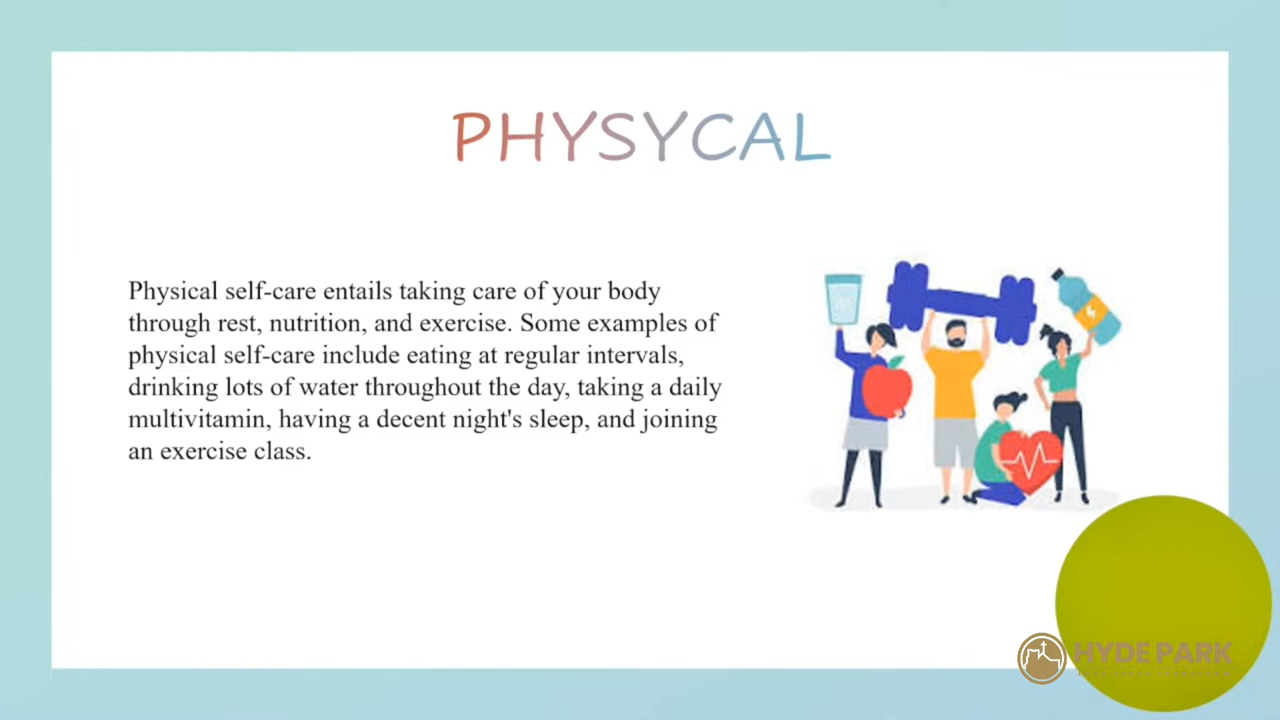 PHYSYCAL
Physical self-care entails taking care of your body
through rest, nutrition, and exercise. Some examples of
physical self-care include eating at regular intervals,
drinking lots of water throughout the day, taking a daily
multivitamin, having a decent night's sleep, and joining
an exercise class.
HYDE PARK